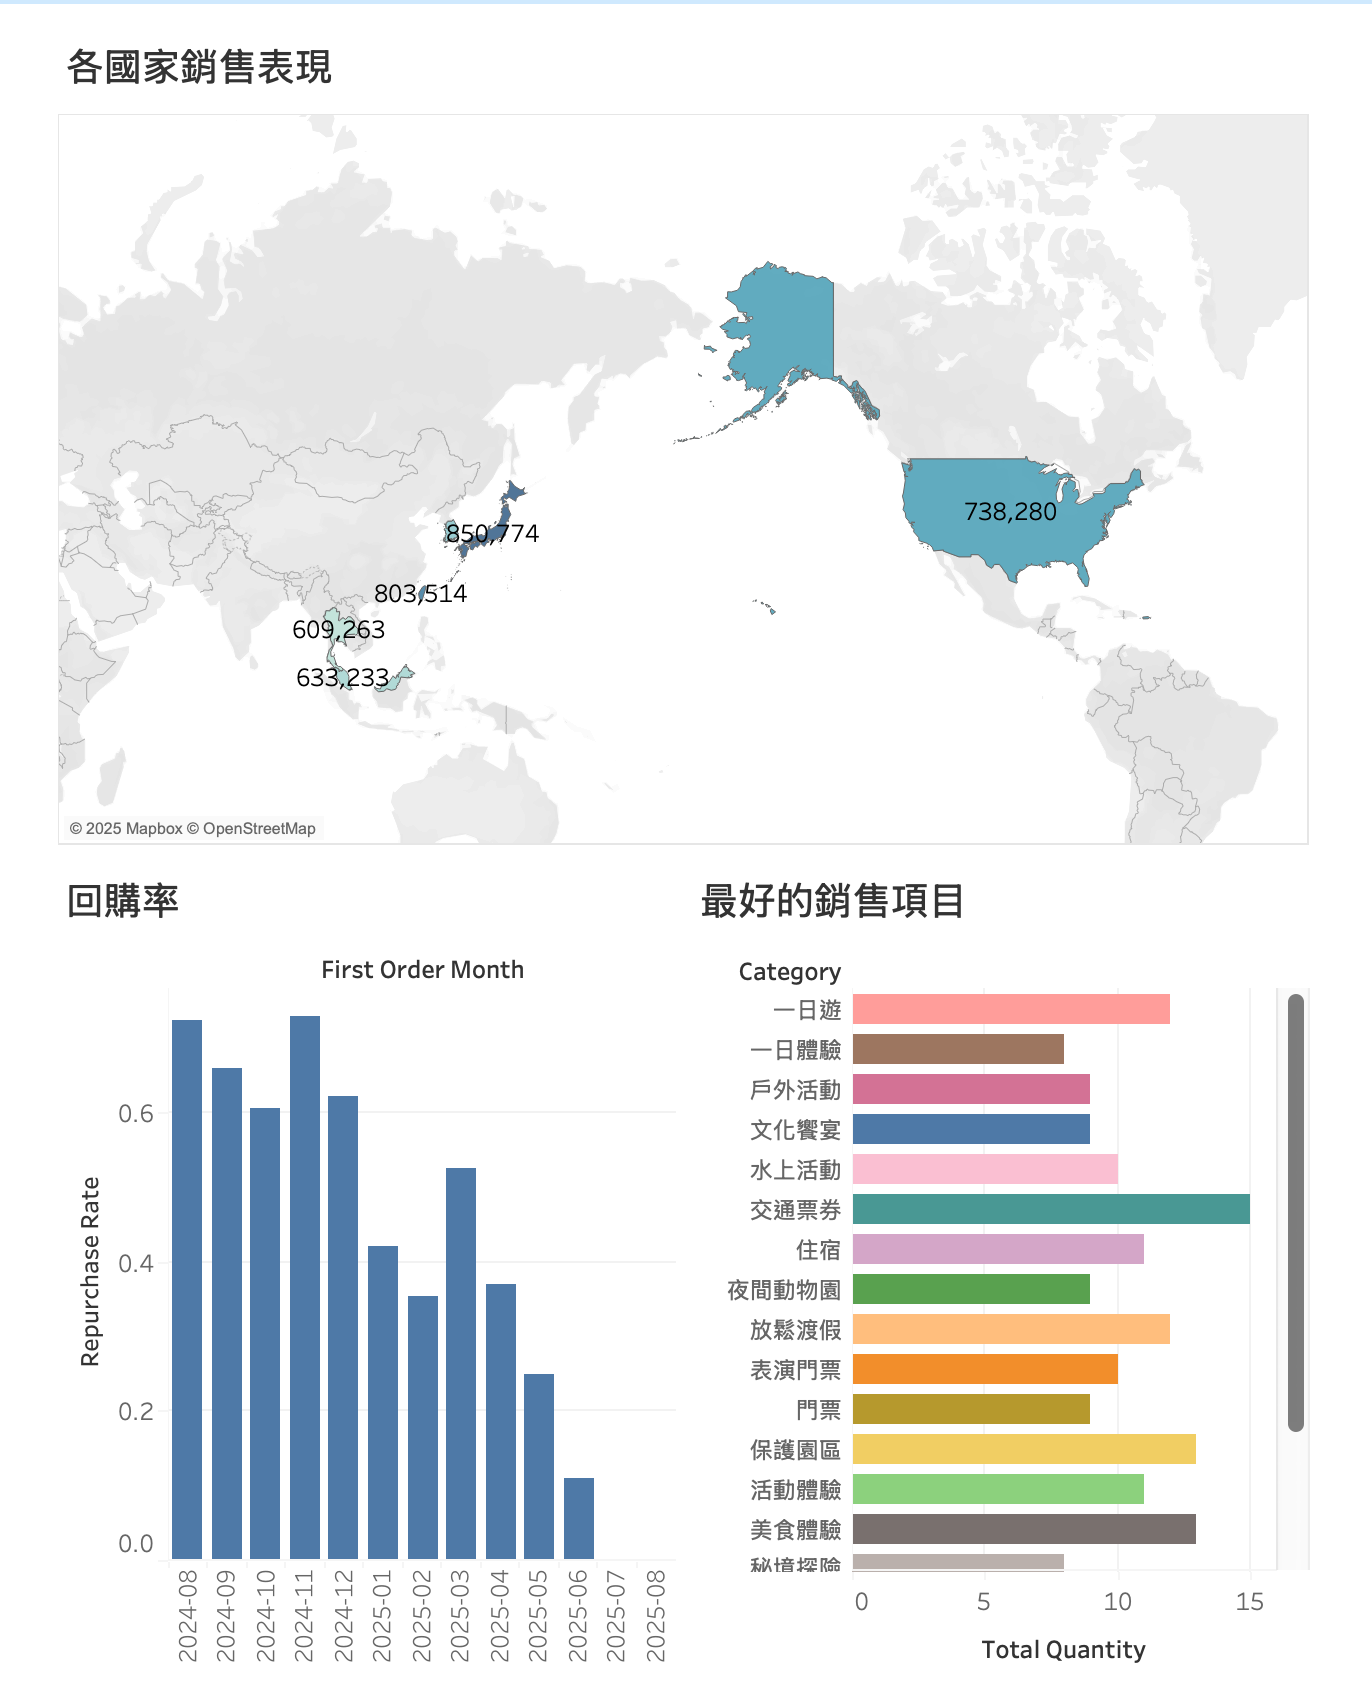 各國家銷售表現
738,280
850,774
803,514
609,263
633,233
© 2025 Mapbox © OpenStreetMap
回購率
First Order Month
Repurchase Rate
0.6
0.4
0.2
0.0
2024-08
2024-09
2024-10
2024-11
2024-12
2025-01
2025-02
2025-03
2025-04
2025-05
2025-06
2025-07
2025-08
最好的銷售項目
Category
一日遊
一日體驗
戶外活動
文化饗宴
水上活動
交通票券
住宿
夜間動物園
放鬆渡假
表演門票
門票
保護園區
活動體驗
美食體驗
秘境探險
0 5 10 15
Total Quantity